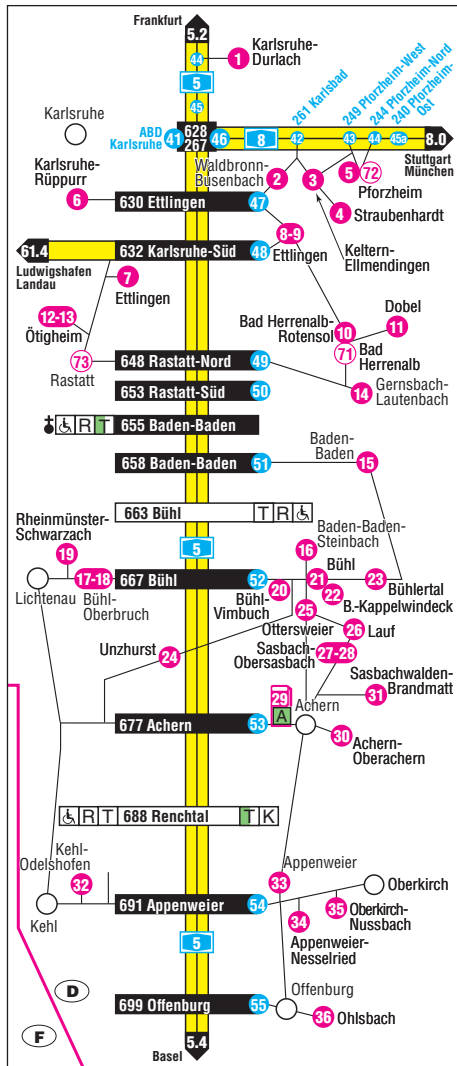 Frankfurt
5.2
44
1
Karlsruhe-
Durlach
5
45
Karlsruhe
ABD
Karlsruhe
41
628
267
46
8
261 Karlsbad
249 Pforzheim-West
244 Pforzheim-Nord
240 Pforzheim-
Ost
42
43
44
45a
8.0
Stuttgart
München
Karlsruhe-
Rüppurr
6
Waldbronn-
Busenbach
2
3
5
72
Pforzheim
4
Straubenhardt
630 Ettlingen
47
8-9
Ettlingen
Keltern-
Ellmendingen
61.4
632 Karlsruhe-Süd
48
Ludwigshafen
Landau
7
Ettlingen
12-13
Ötigheim
Dobel
11
Bad Herrenalb-
Rotensol
10
71
Bad
Herrenalb
73
Rastatt
648 Rastatt-Nord
49
14
Gernsbach-
Lautenbach
653 Rastatt-Süd
50
R T
655 Baden-Baden
658 Baden-Baden
51
Baden-
Baden
15
663 Bühl
T R
Rheinmünster-
Schwarzach
19
5
Baden-Baden-
Steinbach
16
Lichtenau
17-18
Bühl-
Oberbruch
667 Bühl
52
20
Bühl-
Vimbuch
21
Bühl
22
B.-Kappelwindeck
23
Bühlertal
25
Ottersweier
26
Lauf
Unzhurst
24
Sasbach-
Obersasbach
27-28
Sasbachwalden-
Brandmatt
31
29
A
Achern
677 Achern
53
30
Achern-
Oberachern
R T
688 Renchtal
T K
Kehl-
Odelshofen
32
Kehl
Appenweier
33
Oberkirch
691 Appenweier
54
34
Appenweier-
Nesselried
35
Oberkirch-
Nussbach
5
D
F
Offenburg
699 Offenburg
55
36
Ohlsbach
5.4
Basel